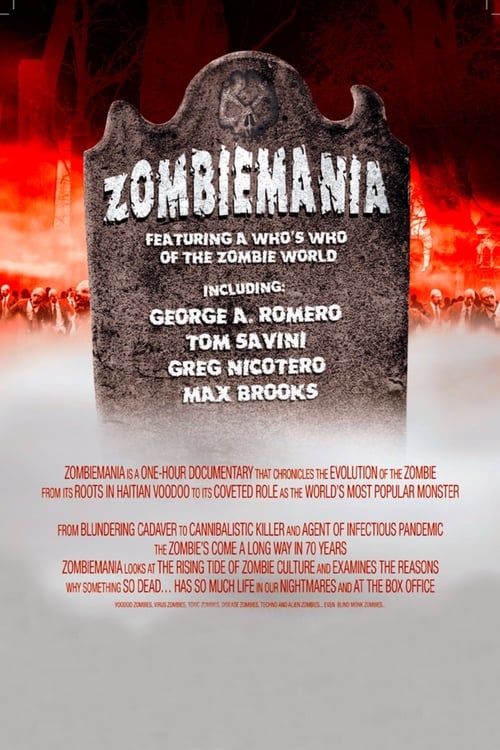 ZOMBIEMANIA
FEATURING A WHO'S WHO
OF THE ZOMBIE WORLD
INCLUDING:
GEORGE A. ROMERO
TOM SAVINI
GREG NICOTERO
MAX BROOKS
ZOMBIEMANIA IS A ONE-HOUR DOCUMENTARY THAT CHRONICLES THE EVOLUTION OF THE ZOMBIE
FROM ITS ROOTS IN HAITIAN VOODOO TO ITS COVETED ROLE AS THE WORLD'S MOST POPULAR MONSTER
FROM BLUNDERING CADAVER TO CANNIBALISTIC KILLER AND AGENT OF INFECTIOUS PANDEMIC
THE ZOMBIE'S COME A LONG WAY IN 70 YEARS
ZOMBIEMANIA LOOKS AT THE RISING TIDE OF ZOMBIE CULTURE AND EXAMINES THE REASONS
WHY SOMETHING SO DEAD... HAS SO MUCH LIFE IN OUR NIGHTMARES AND AT THE BOX OFFICE
VOODOO ZOMBIES, VIRUS ZOMBIES, TOXIC ZOMBIES, DISEASE ZOMBIES, TECHNO AND ALIEN ZOMBIES... EVEN BLIND MONK ZOMBIES...